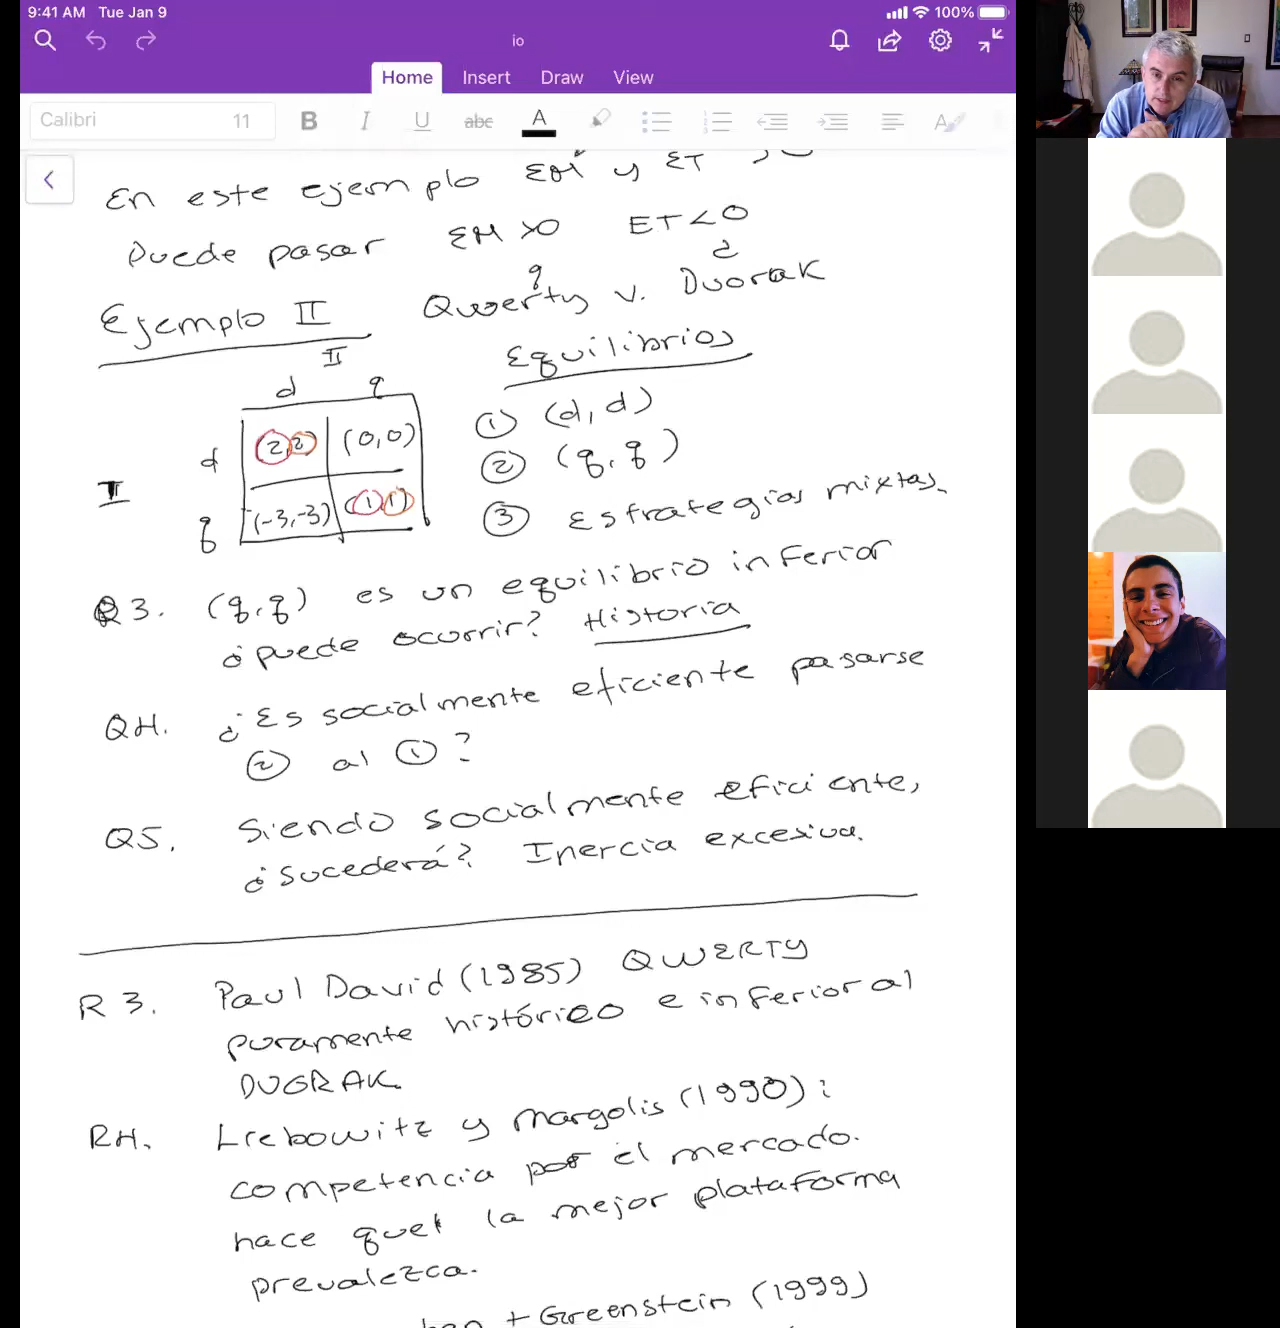 9:41 AM Tue Jan 9
100%
io
Home Insert Draw View
Calibri 11 B I U abc A
En este ejemplo EM y ET
Puede pasar EM >0 ET<0
q d
Ejemplo II Qwerty v. Dvorak
II Equilibrios
d q
① (d,d)
d (2,2) (0,0)
② (q,q)
I
q (-3,-3) (1,1)
③ Estrategias mixtas.
Q3. (q,q) es un equilibrio inferior
¿puede ocurrir? Historia
Q4. ¿Es socialmente eficiente pasarse
② al ① ?
Q5. Siendo socialmente eficiente,
¿Sucederá? Inercia excesiva.
R3. Paul David (1985) QWERTY
puramente histórico e inferior al
DVORAK.
R4. Liebowitz y Margolis (1990):
competencia por el mercado.
hace que la mejor plataforma
prevalezca.
+ Greenstein (1999)